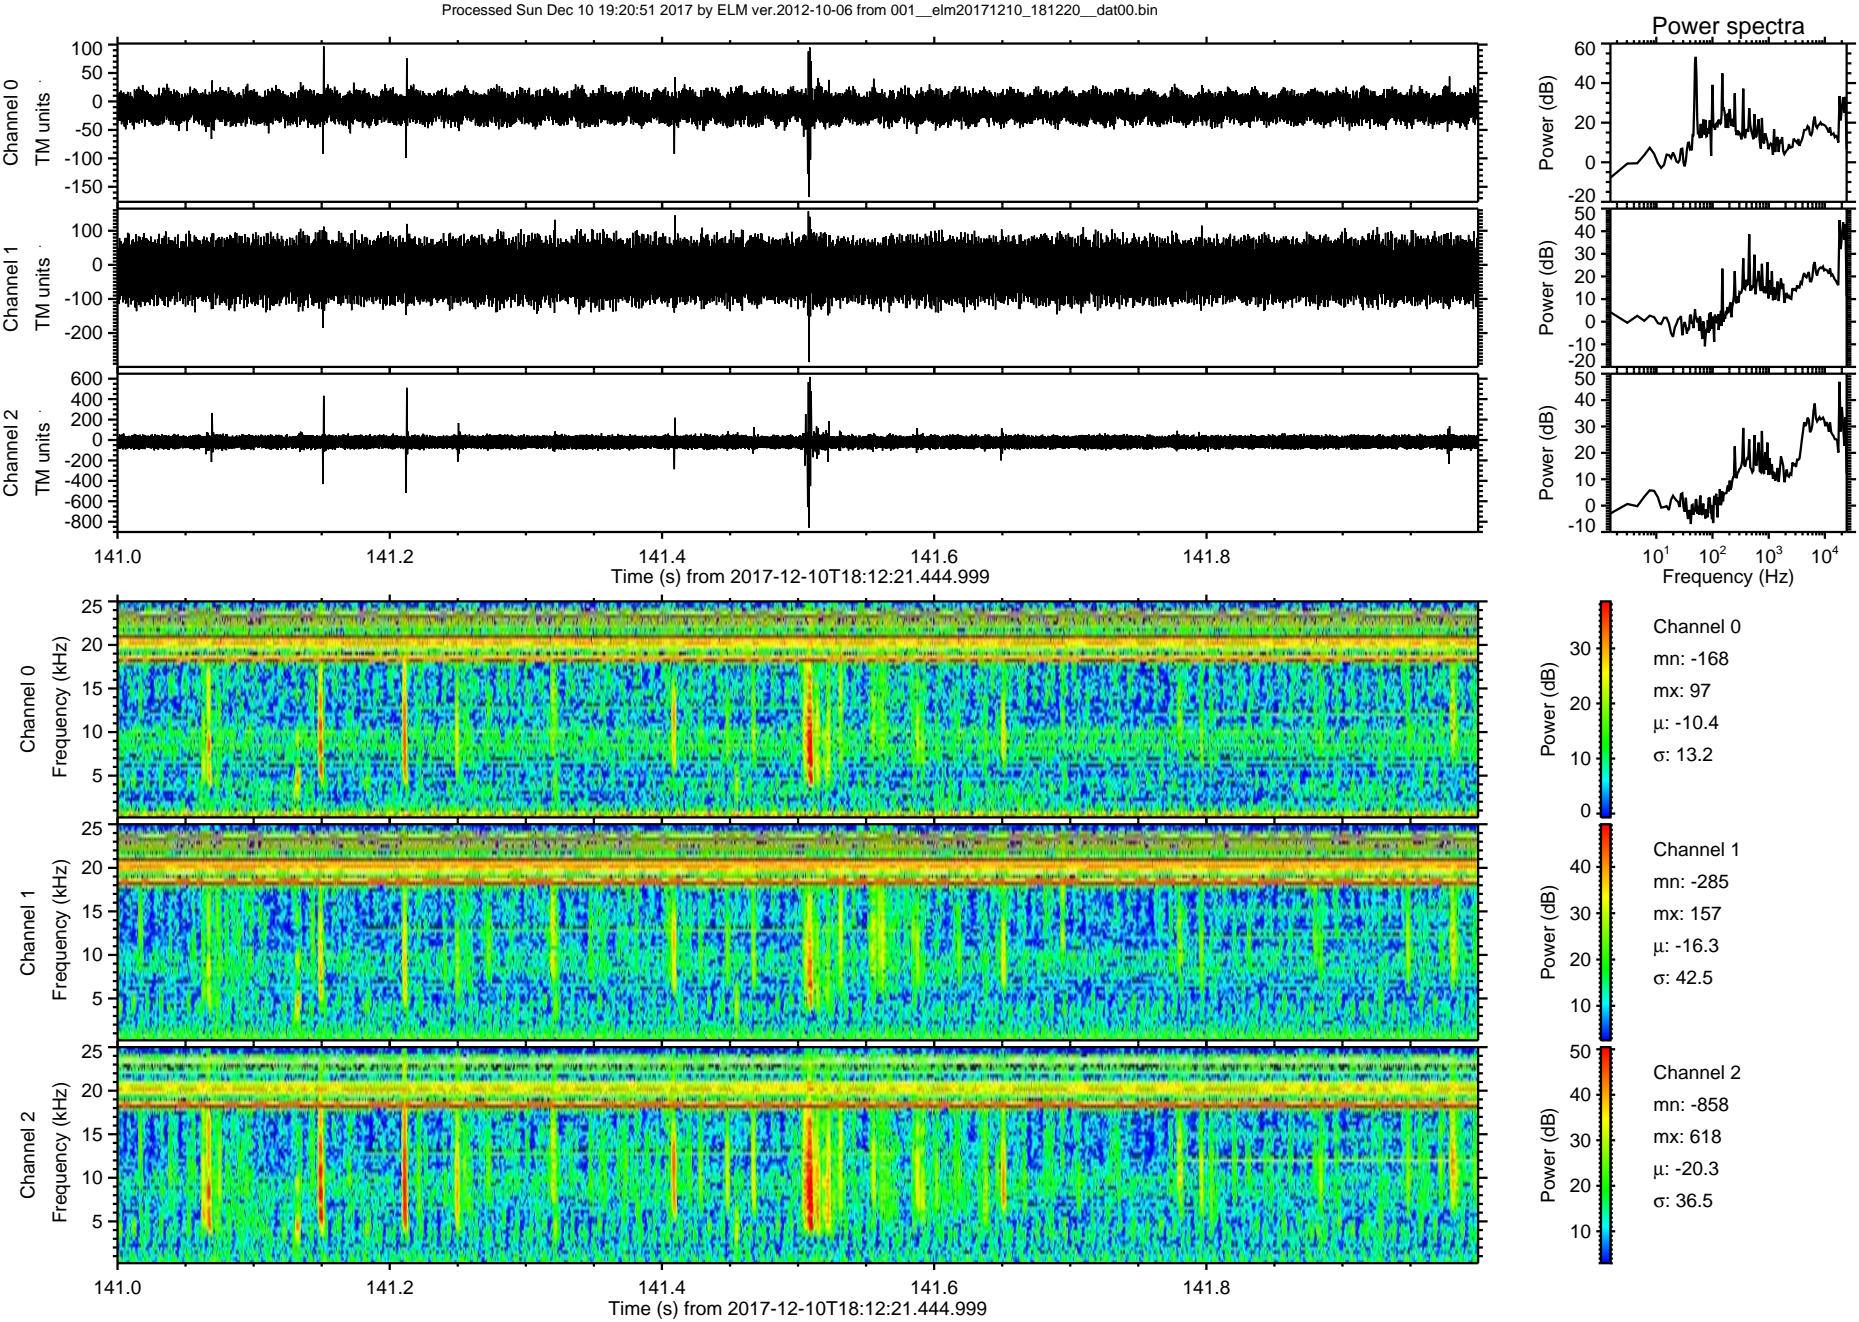 Processed Sun Dec 10 19:20:51 2017 by ELM ver.2012-10-06 from 001__elm20171210_181220__dat00.bin
Power spectra
Channel 0
TM units
100
50
0
-50
-100
-150
Power (dB)
60
40
20
0
-20
Channel 1
TM units
100
0
-100
-200
Power (dB)
50
40
30
20
10
0
-10
-20
Channel 2
TM units
600
400
200
0
-200
-400
-600
-800
Power (dB)
50
40
30
20
10
0
-10
141.0 141.2 141.4 141.6 141.8
Time (s) from 2017-12-10T18:12:21.444.999
10¹ 10² 10³ 10⁴
Frequency (Hz)
Channel 0
Frequency (kHz)
25
20
15
10
5
Power (dB)
30
20
10
0
Channel 0
mn: -168
mx: 97
μ: -10.4
σ: 13.2
Channel 1
Frequency (kHz)
25
20
15
10
5
Power (dB)
40
30
20
10
Channel 1
mn: -285
mx: 157
μ: -16.3
σ: 42.5
Channel 2
Frequency (kHz)
25
20
15
10
5
Power (dB)
50
40
30
20
10
Channel 2
mn: -858
mx: 618
μ: -20.3
σ: 36.5
141.0 141.2 141.4 141.6 141.8
Time (s) from 2017-12-10T18:12:21.444.999